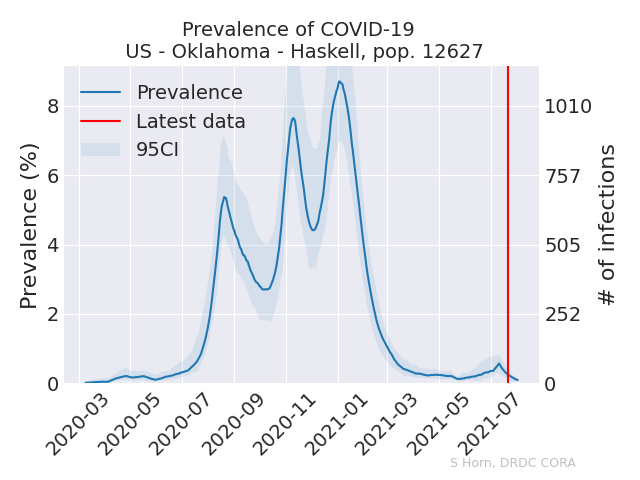 Prevalence of COVID-19
US - Oklahoma - Haskell, pop. 12627
Prevalence
Latest data
95CI
Prevalence (%)
8
6
4
2
0
# of infections
1010
757
505
252
0
2020-03
2020-05
2020-07
2020-09
2020-11
2021-01
2021-03
2021-05
2021-07
S Horn, DRDC CORA